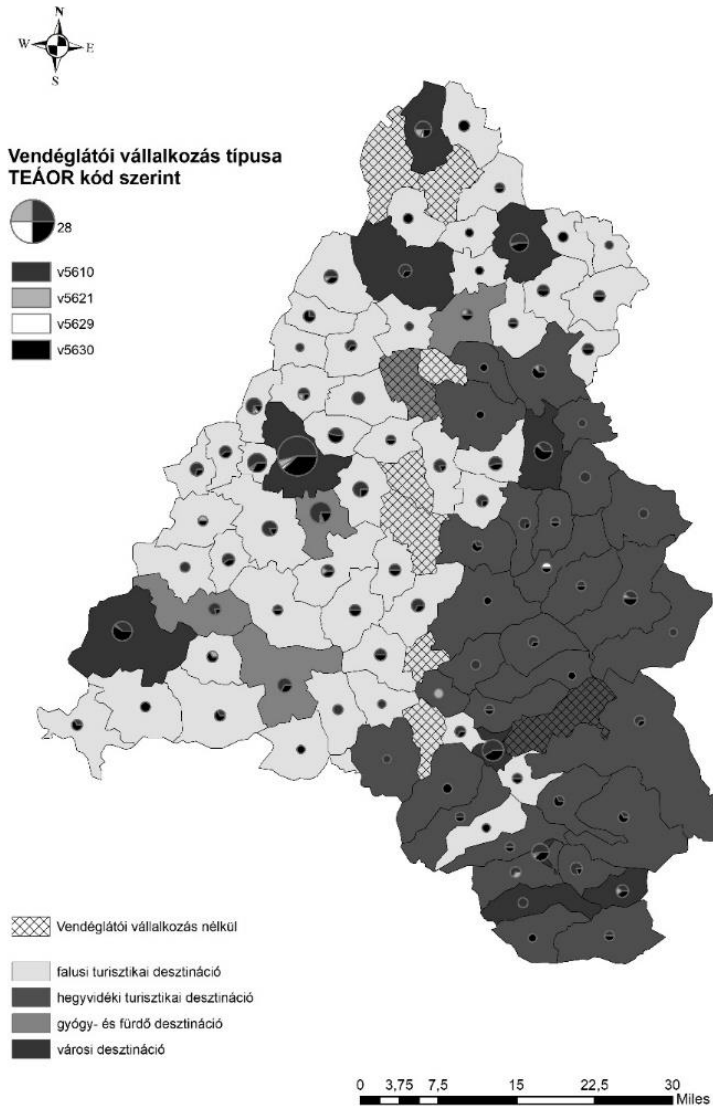 N
W E
S
Vendéglátói vállalkozás típusa
TEÁOR kód szerint
28
v5610
v5621
v5629
v5630
Vendéglátói vállalkozás nélkül
falusi turisztikai desztináció
hegyvidéki turisztikai desztináció
gyógy- és fürdő desztináció
városi desztináció
0 3,75 7,5 15 22,5 30
Miles